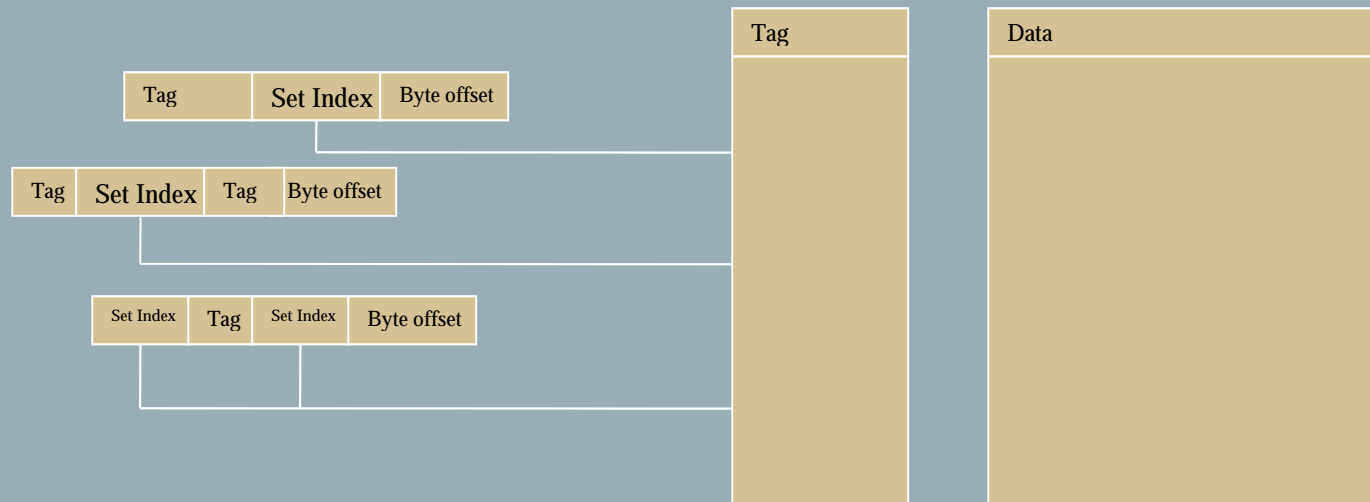 Tag
Data
Tag Set Index Byte offset
Tag Set Index Tag Byte offset
Set Index Tag Set Index Byte offset